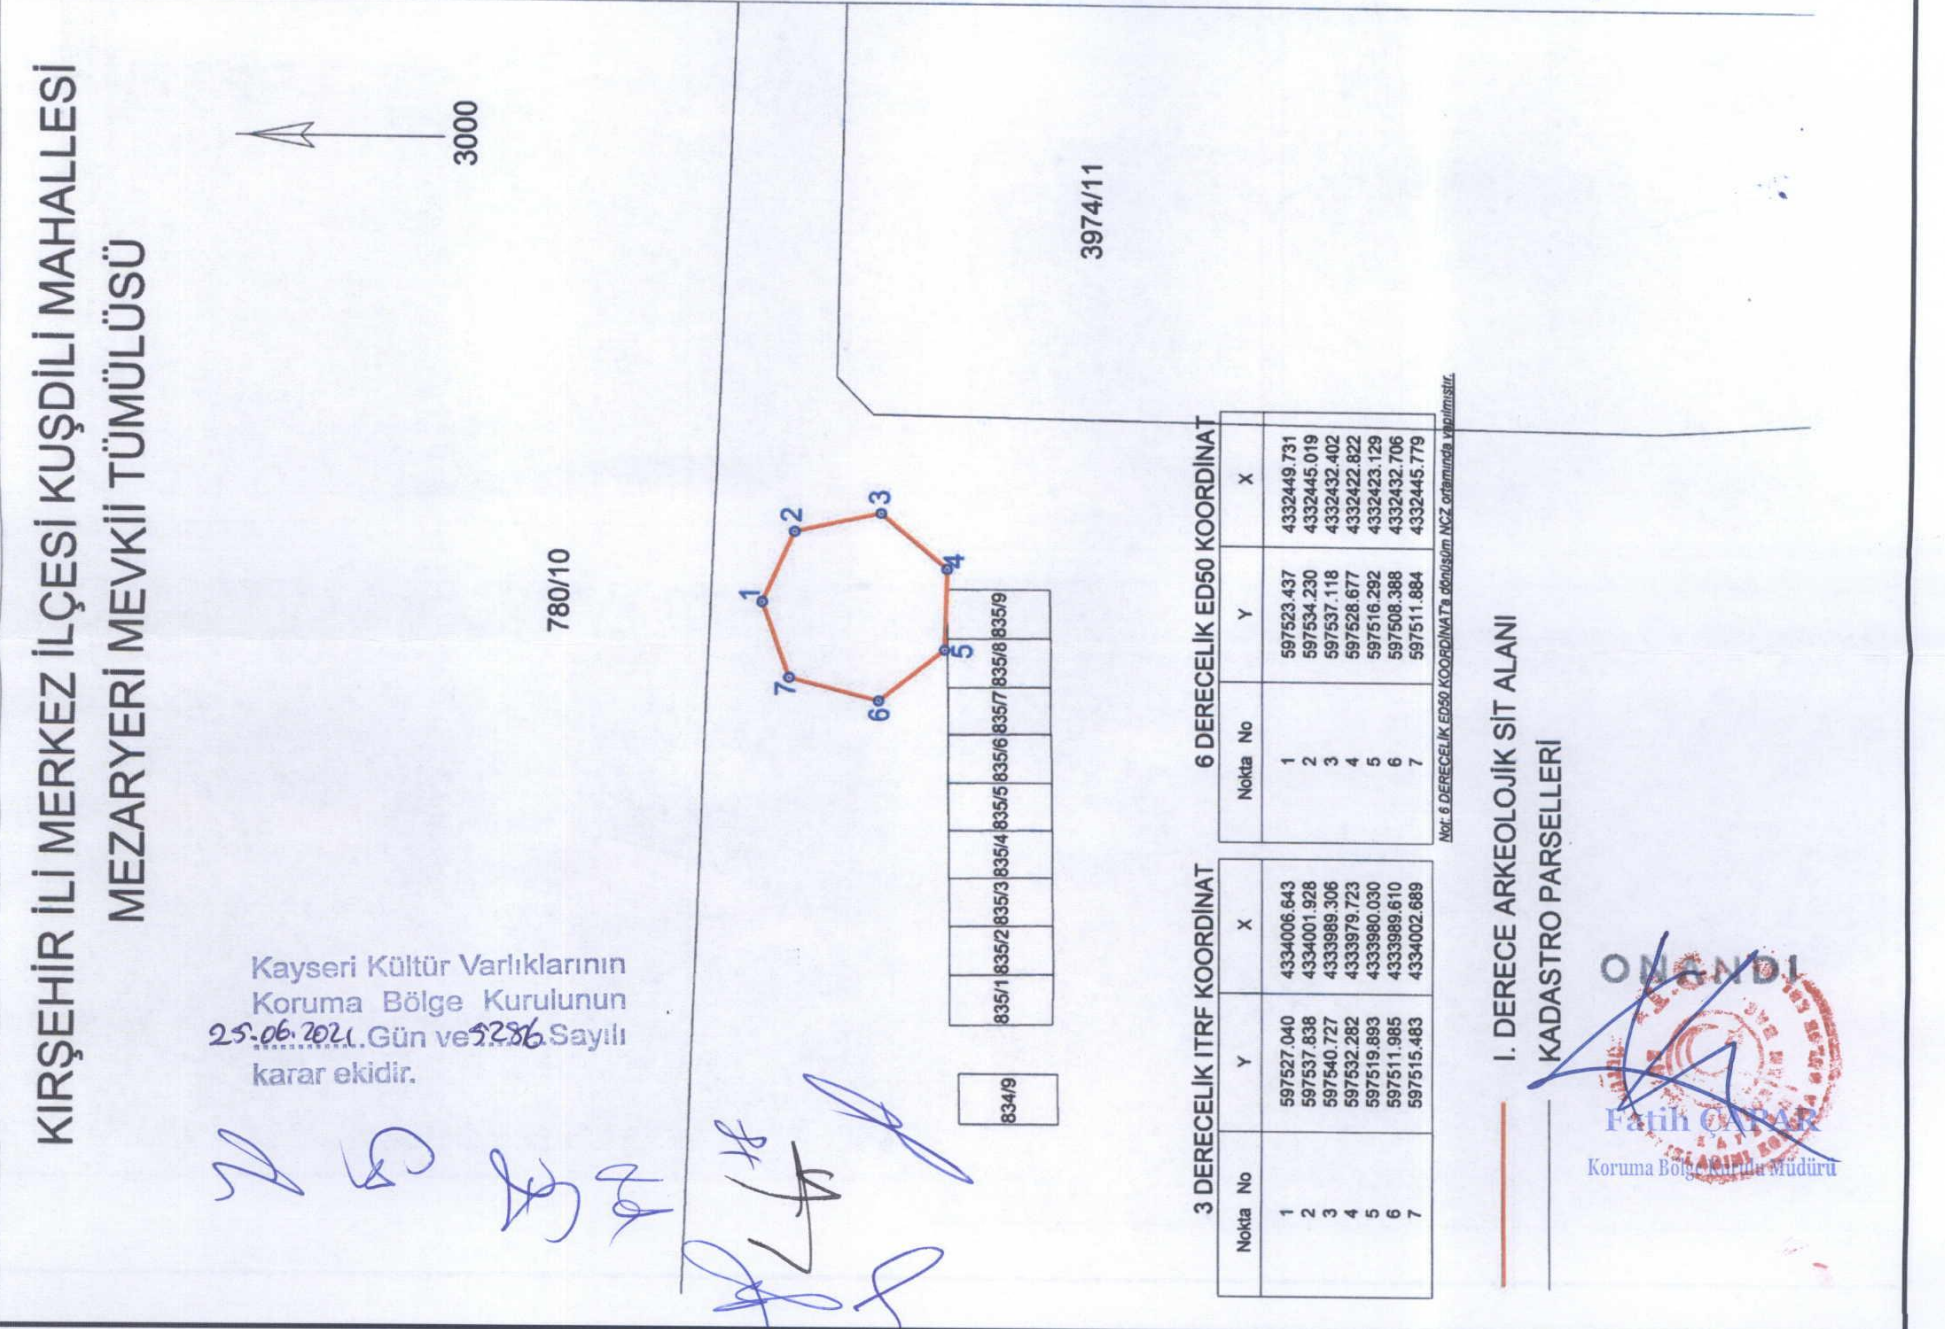 KIRŞEHİR İLİ MERKEZ İLÇESİ KUŞDİLİ MAHALLESİ
MEZARYERİ MEVKİİ TÜMÜLÜSÜ
Kayseri Kültür Varlıklarının
Koruma Bölge Kurulunun
25.06.2021 Gün ve 5286 Sayılı
karar ekidir.
3000
780/10
3974/11
1
2
3
4
5
6
7
834/9
835/1 835/2 835/3 835/4 835/5 835/6 835/7 835/8 835/9
3 DERECELİK ITRF KOORDİNAT
Nokta No Y X
1 597527.040 4334006.643
2 597537.838 4334001.928
3 597540.727 4333989.306
4 597532.282 4333979.723
5 597519.893 4333980.030
6 597511.985 4333989.610
7 597515.483 4334002.689
6 DERECELİK ED50 KOORDİNAT
Nokta No Y X
1 597523.437 4332449.731
2 597534.230 4332445.019
3 597537.118 4332432.402
4 597528.677 4332422.822
5 597516.292 4332423.129
6 597508.388 4332432.706
7 597511.884 4332445.779
Not: 6 DERECELİK ED50 KOORDİNAT'a dönüşüm NCZ ortamında yapılmıştır.
I. DERECE ARKEOLOJİK SİT ALANI
KADASTRO PARSELLERİ
ONANDI
Fatih ÇAPAR
Koruma Bölge Kurulu Müdürü